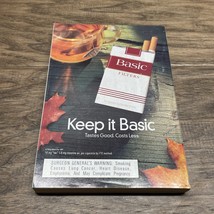 Basic
FILTERS
Keep it Basic
Tastes Good. Costs Less.
SURGEON GENERAL'S WARNING: Smoking
Causes Lung Cancer, Heart Disease,
Emphysema, And May Complicate Pregnancy.